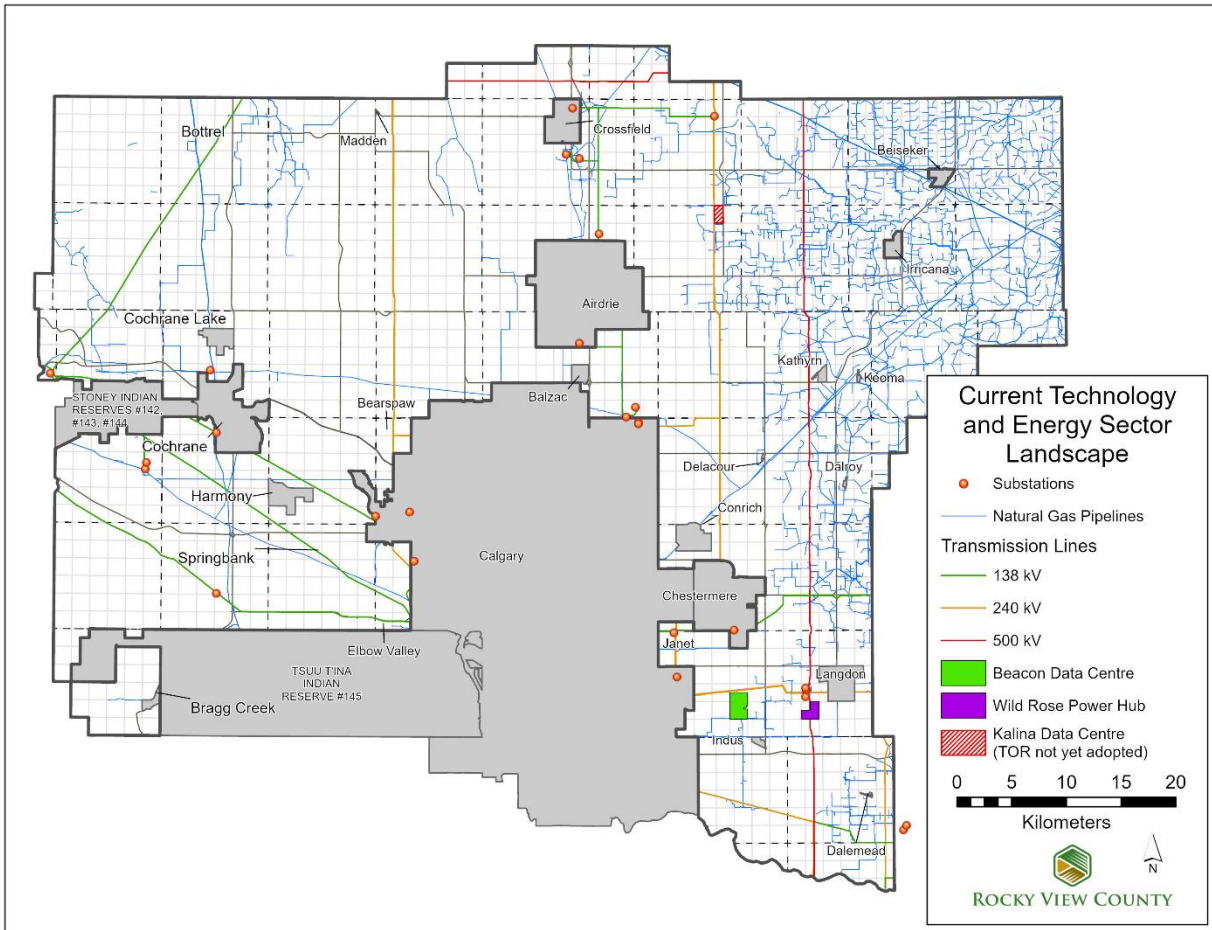 Bottrel
Madden
Crossfield
Beiseker
Irricana
Airdrie
Cochrane Lake
Kathyrn
Keoma
STONEY INDIAN
RESERVES #142,
#143, #144
Bearspaw
Balzac
Cochrane
Delacour
Dalroy
Harmony
Conrich
Springbank
Calgary
Chestermere
Elbow Valley
Janet
TSUU T'INA
INDIAN
RESERVE #145
Langdon
Bragg Creek
Indus
Dalemead
Current Technology
and Energy Sector
Landscape
Substations
Natural Gas Pipelines
Transmission Lines
138 kV
240 kV
500 kV
Beacon Data Centre
Wild Rose Power Hub
Kalina Data Centre
(TOR not yet adopted)
0 5 10 15 20
Kilometers
N
ROCKY VIEW COUNTY